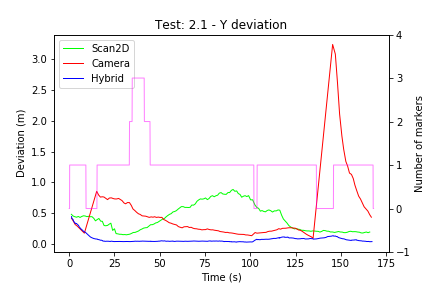 Test: 2.1 - Y deviation
Scan2D
Camera
Hybrid
Deviation (m)
3.0
2.5
2.0
1.5
1.0
0.5
0.0
4
3
2
1
0
−1
Number of markers
0 25 50 75 100 125 150 175
Time (s)